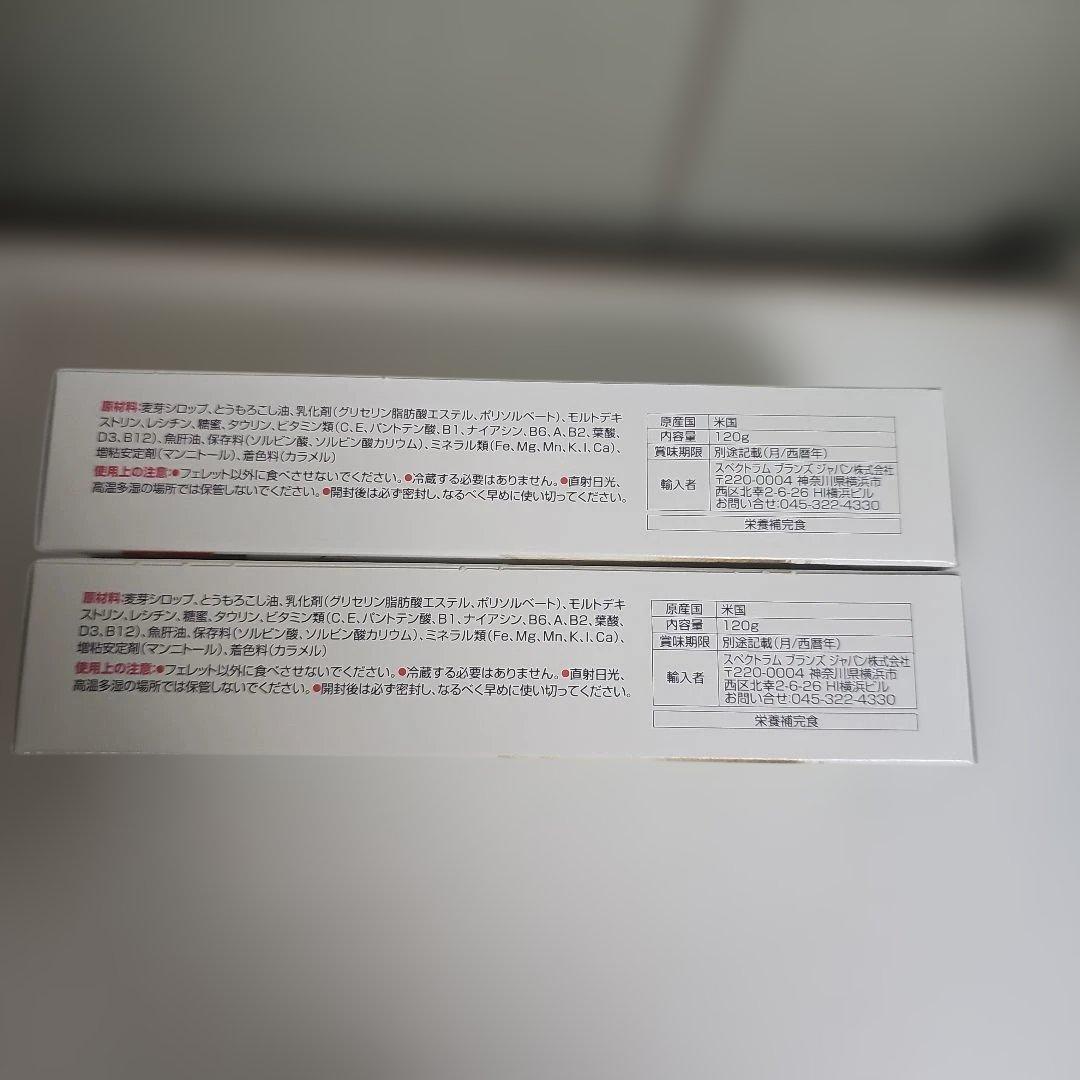 原材料:麦芽シロップ、とうもろこし油、乳化剤(グリセリン脂肪酸エステル、ポリソルベート)、モルトデキ
ストリン、レシチン、糖蜜、タウリン、ビタミン類(C、E、パントテン酸、B1、ナイアシン、B6、A、B2、葉酸、
D3、B12)、魚肝油、保存料(ソルビン酸、ソルビン酸カリウム)、ミネラル類(Fe、Mg、Mn、K、I、Ca)、
増粘安定剤(マンニトール)、着色料(カラメル)
使用上の注意:●フェレット以外に食べさせないでください。●冷蔵する必要はありません。●直射日光、
高温多湿の場所では保管しないでください。●開封後は必ず密封し、なるべく早めに使い切ってください。
原産国 米国
内容量 120g
賞味期限 別途記載(月/西暦年)
輸入者 スペクトラム ブランズ ジャパン株式会社
〒220-0004 神奈川県横浜市
西区北幸2-6-26 HI横浜ビル
お問い合せ:045-322-4330
栄養補完食
原材料:麦芽シロップ、とうもろこし油、乳化剤(グリセリン脂肪酸エステル、ポリソルベート)、モルトデキ
ストリン、レシチン、糖蜜、タウリン、ビタミン類(C、E、パントテン酸、B1、ナイアシン、B6、A、B2、葉酸、
D3、B12)、魚肝油、保存料(ソルビン酸、ソルビン酸カリウム)、ミネラル類(Fe、Mg、Mn、K、I、Ca)、
増粘安定剤(マンニトール)、着色料(カラメル)
使用上の注意:●フェレット以外に食べさせないでください。●冷蔵する必要はありません。●直射日光、
高温多湿の場所では保管しないでください。●開封後は必ず密封し、なるべく早めに使い切ってください。
原産国 米国
内容量 120g
賞味期限 別途記載(月/西暦年)
輸入者 スペクトラム ブランズ ジャパン株式会社
〒220-0004 神奈川県横浜市
西区北幸2-6-26 HI横浜ビル
お問い合せ:045-322-4330
栄養補完食